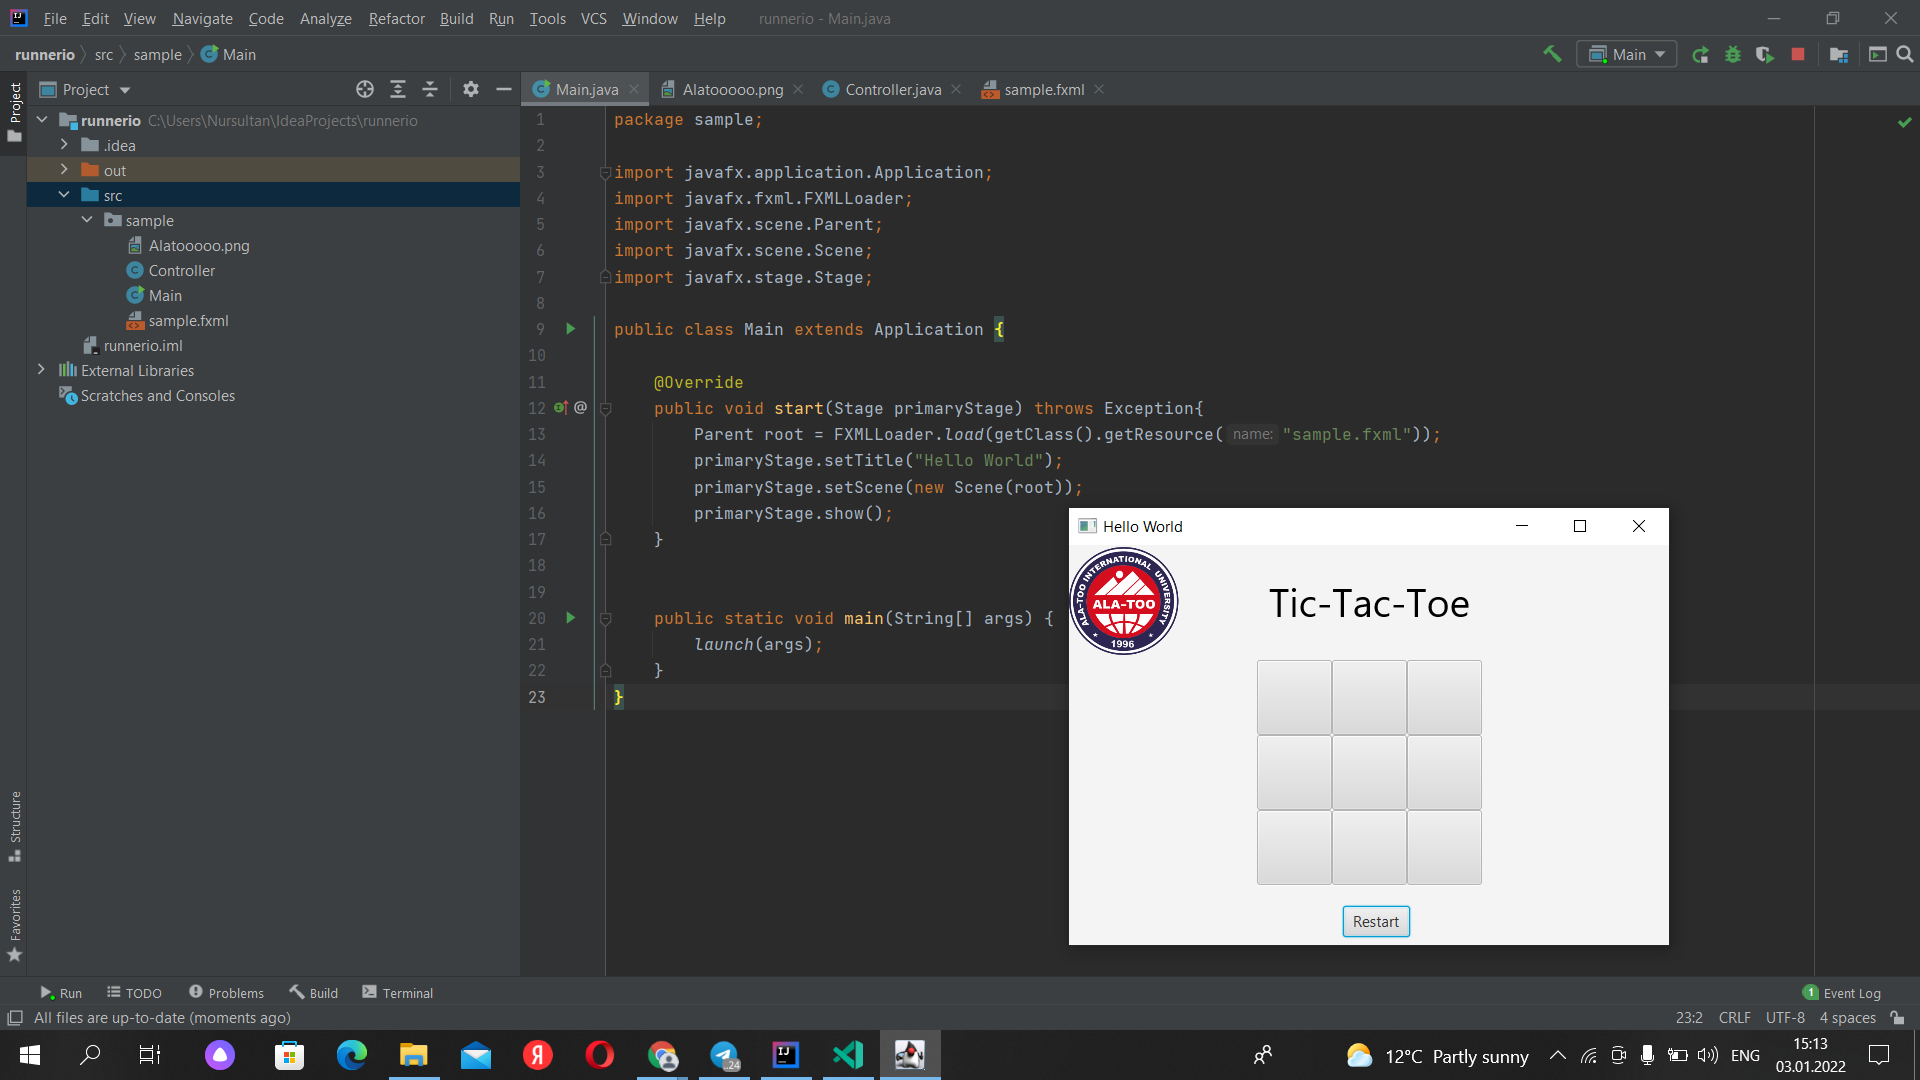 File Edit View Navigate Code Analyze Refactor Build Run Tools VCS Window Help runnerio - Main.java
runnerio src sample Main
Main
Project
Project
Structure
Favorites
runnerio C:\Users\Nursultan\IdeaProjects\runnerio
.idea
out
src
sample
Alatooooo.png
Controller
Main
sample.fxml
runnerio.iml
External Libraries
Scratches and Consoles
Main.java Alatooooo.png Controller.java sample.fxml
1 package sample;
2
3 import javafx.application.Application;
4 import javafx.fxml.FXMLLoader;
5 import javafx.scene.Parent;
6 import javafx.scene.Scene;
7 import javafx.stage.Stage;
8
9 public class Main extends Application {
10
11 @Override
12 @ public void start(Stage primaryStage) throws Exception{
13 Parent root = FXMLLoader.load(getClass().getResource( name: "sample.fxml"));
14 primaryStage.setTitle("Hello World");
15 primaryStage.setScene(new Scene(root));
16 primaryStage.show();
17 }
18
19
20 public static void main(String[] args) {
21 launch(args);
22 }
23 }
Hello World
ALA-TOO INTERNATIONAL UNIVERSITY
ALA-TOO
1996
Tic-Tac-Toe
Restart
Run TODO Problems Build Terminal
1 Event Log
All files are up-to-date (moments ago)
23:2 CRLF UTF-8 4 spaces
Я
24
12°C Partly sunny
ENG
15:13
03.01.2022